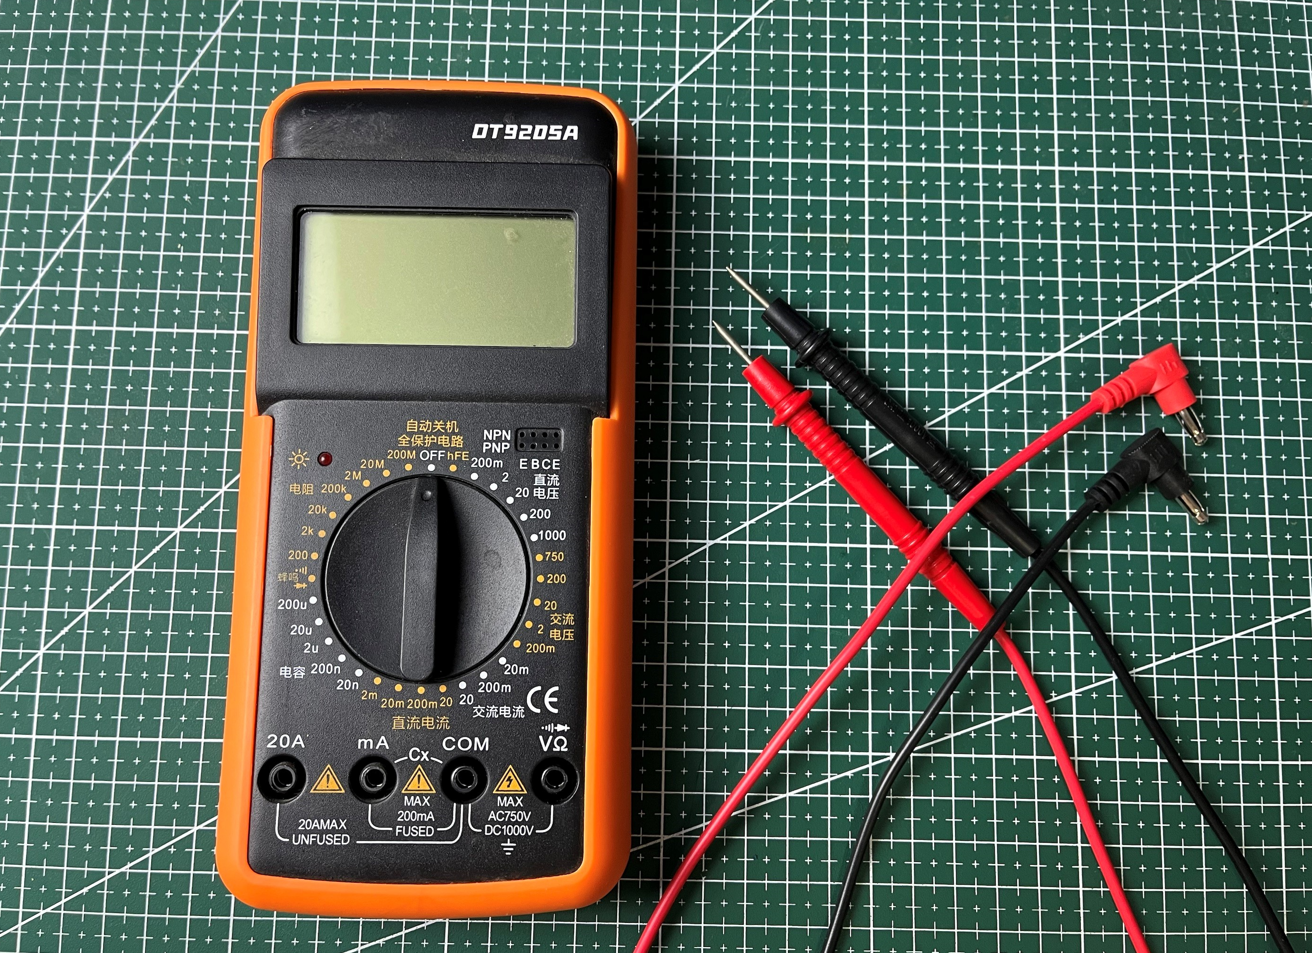 DT9205A
自动关机
全保护电路
NPN
PNP
E B C E
200M OFF hFE
20M
2M
200k
电阻
20k
2k
200
蜂鸣
200u
20u
2u
电容
200n
20n
200m
2
直流
电压
20
200
1000
750
200
20
交流
电压
2
200m
20m
200m
20
交流电流
2m
20m
200m
20
直流电流
CE
20A
mA
COM
VΩ
Cx
20AMAX
UNFUSED
MAX
200mA
FUSED
MAX
AC750V
DC1000V